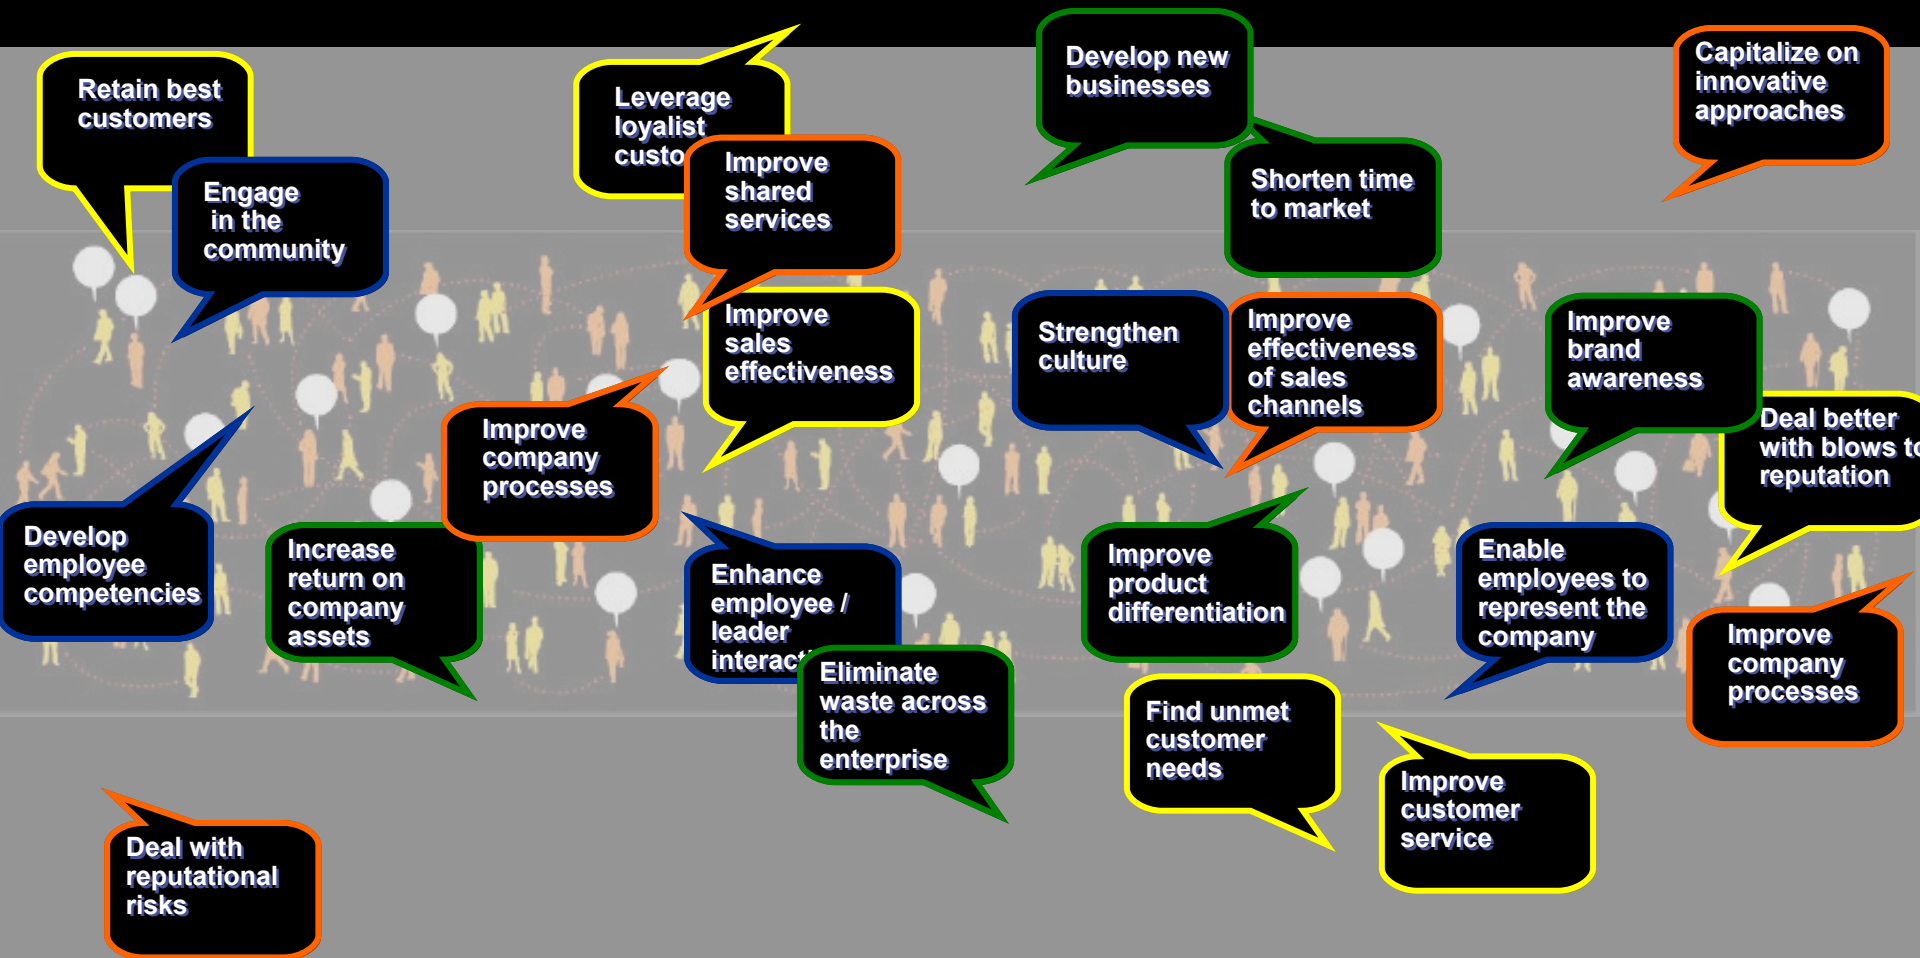 Retain best
customers
Engage
in the
community
Leverage
loyalist
Improve
shared
services
Develop new
businesses
Shorten time
to market
Capitalize on
innovative
approaches
Improve
sales
effectiveness
Strengthen
culture
Improve
effectiveness
of sales
channels
Improve
brand
awareness
Deal better
with blows to
reputation
Improve
company
processes
Develop
employee
competencies
Increase
return on
company
assets
Enhance
employee /
leader
Eliminate
waste across
the
enterprise
Improve
product
differentiation
Enable
employees to
represent the
company
Improve
company
processes
Find unmet
customer
needs
Improve
customer
service
Deal with
reputational
risks